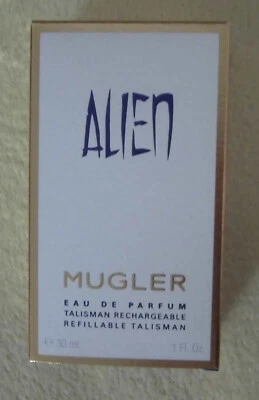 ALIEN
MUGLER
EAU DE PARFUM
TALISMAN RECHARGEABLE
REFILLABLE TALISMAN
℮ 30 ml 1 Fl. Oz.